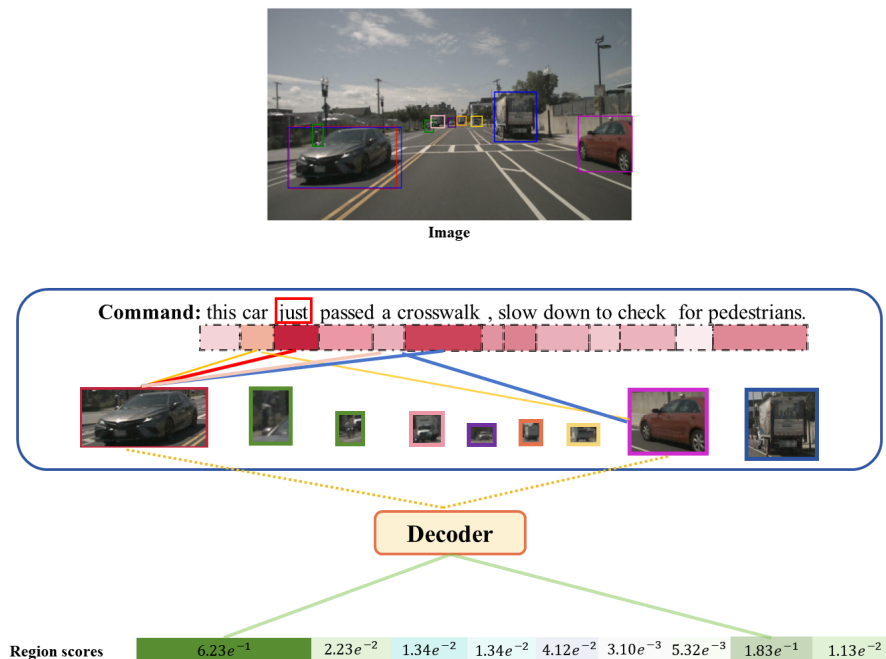 Image
Command: this car just passed a crosswalk , slow down to check for pedestrians.
Decoder
Region scores 6.23e⁻¹ 2.23e⁻² 1.34e⁻² 1.34e⁻² 4.12e⁻² 3.10e⁻³ 5.32e⁻³ 1.83e⁻¹ 1.13e⁻²